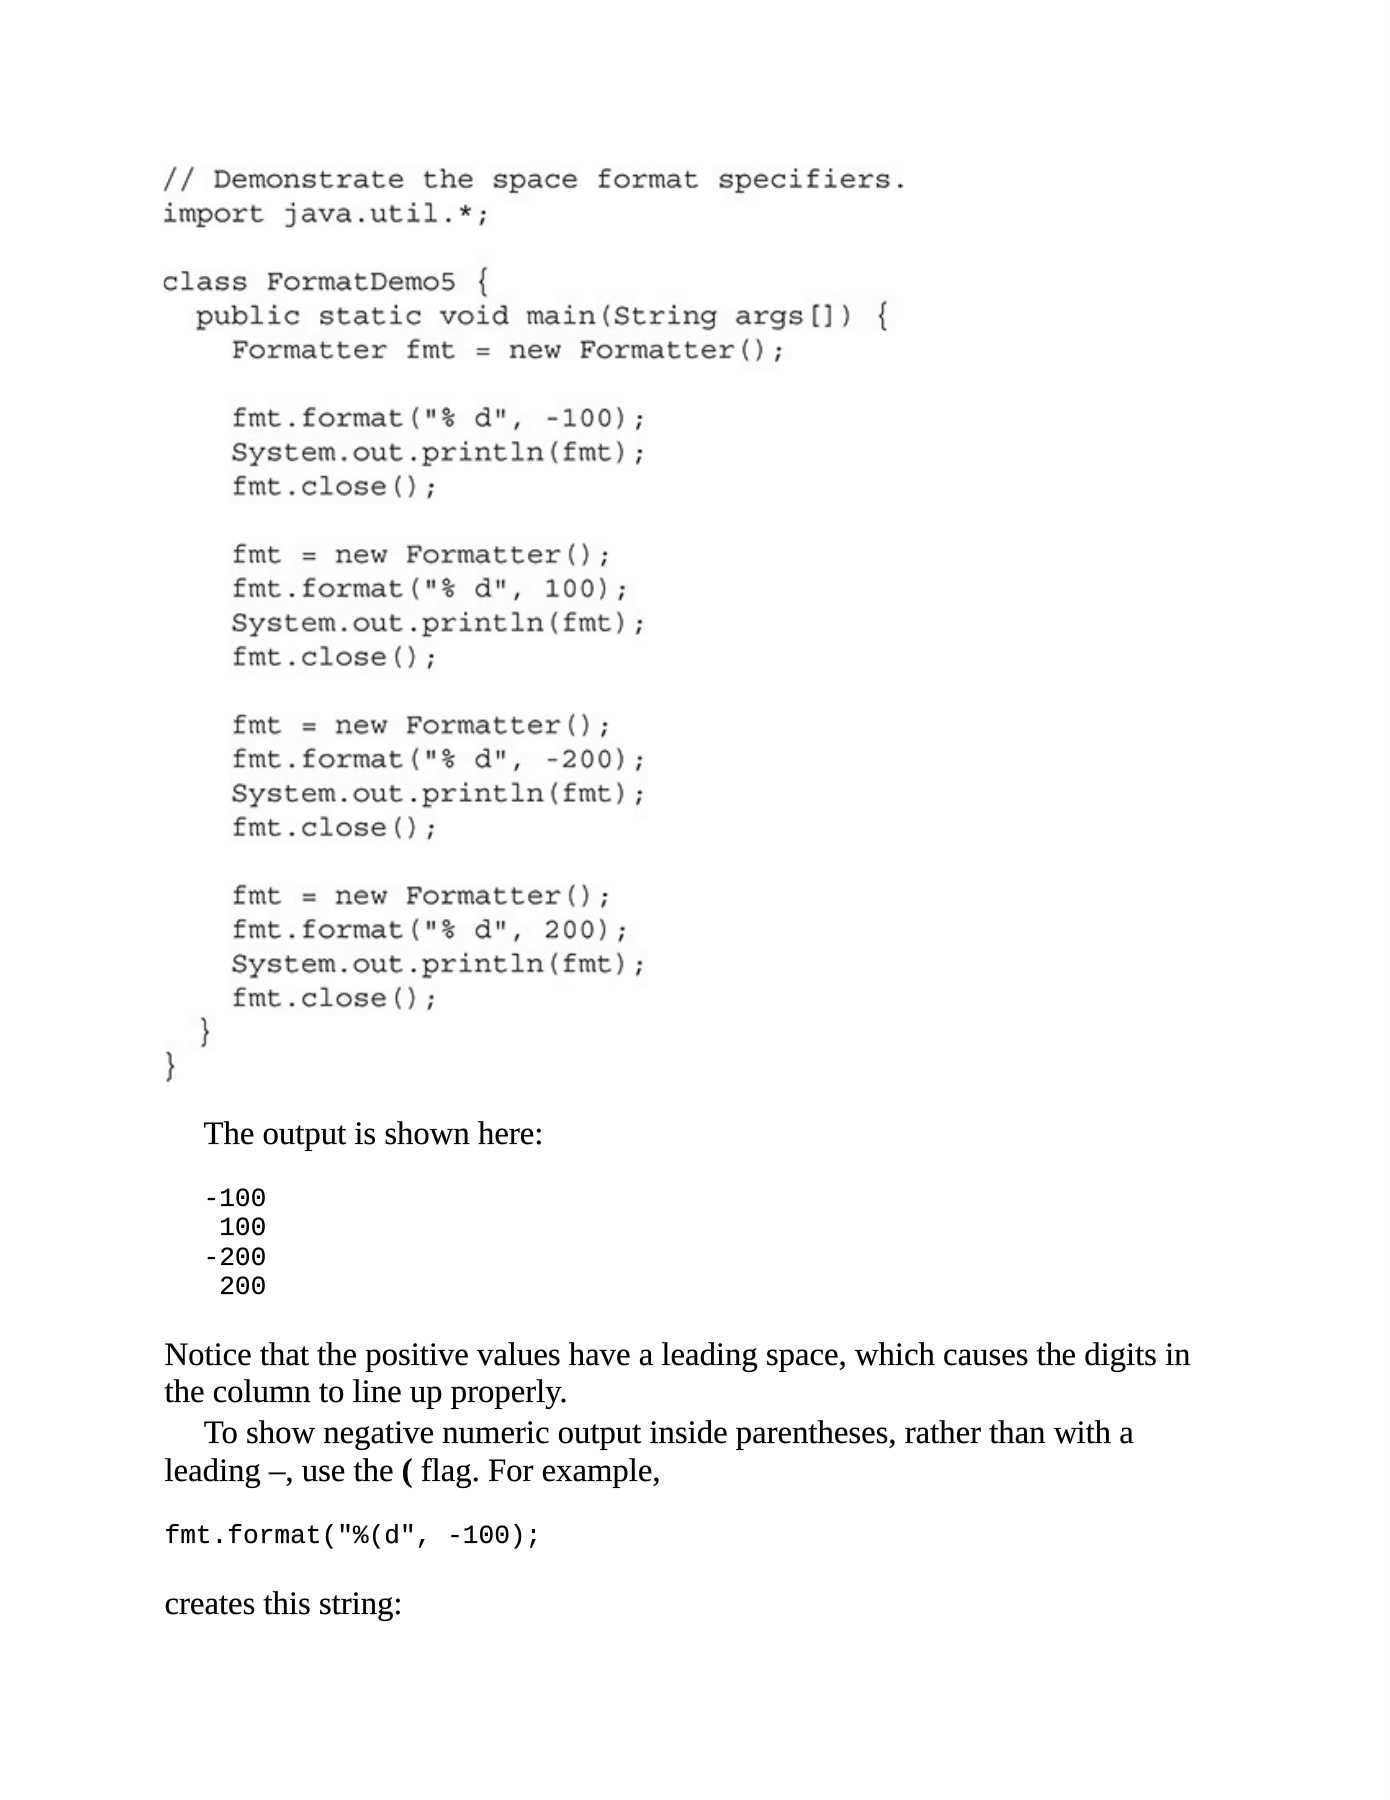 // Demonstrate the space format specifiers.
import java.util.*;

class FormatDemo5 {
  public static void main(String args[]) {
    Formatter fmt = new Formatter();

    fmt.format("% d", -100);
    System.out.println(fmt);
    fmt.close();

    fmt = new Formatter();
    fmt.format("% d", 100);
    System.out.println(fmt);
    fmt.close();

    fmt = new Formatter();
    fmt.format("% d", -200);
    System.out.println(fmt);
    fmt.close();

    fmt = new Formatter();
    fmt.format("% d", 200);
    System.out.println(fmt);
    fmt.close();
  }
}
The output is shown here:
-100
 100
-200
 200
Notice that the positive values have a leading space, which causes the digits in
the column to line up properly.
To show negative numeric output inside parentheses, rather than with a
leading –, use the ( flag. For example,
fmt.format("%(d", -100);
creates this string: